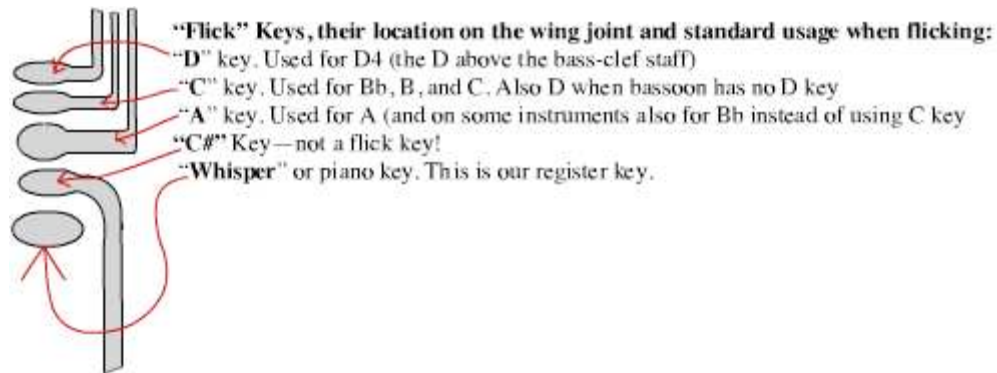 “Flick” Keys, their location on the wing joint and standard usage when flicking:
“D” key. Used for D4 (the D above the bass-clef staff)
“C” key. Used for Bb, B, and C. Also D when bassoon has no D key
“A” key. Used for A (and on some instruments also for Bb instead of using C key
“C#” Key—not a flick key!
“Whisper” or piano key. This is our register key.